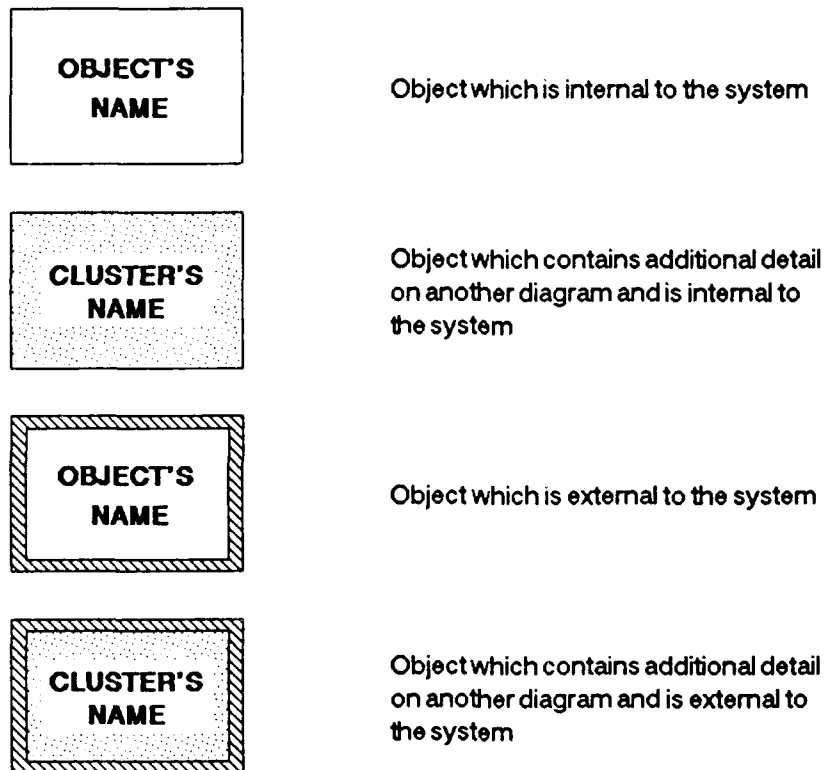 OBJECT'S
NAME
Object which is internal to the system
CLUSTER'S
NAME
Object which contains additional detail
on another diagram and is internal to
the system
OBJECT'S
NAME
Object which is external to the system
CLUSTER'S
NAME
Object which contains additional detail
on another diagram and is external to
the system